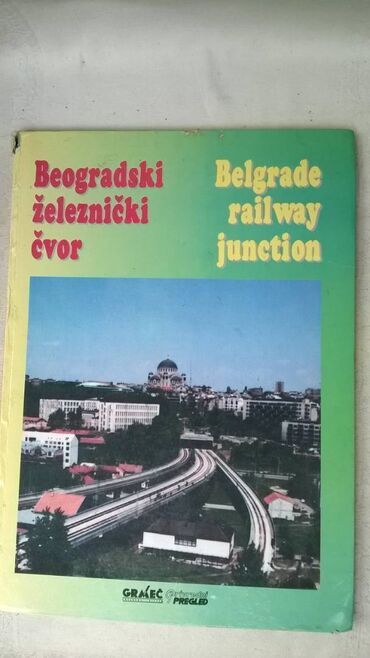 Beogradski
železnički
čvor
Belgrade
railway
junction
GRMEČ
PREGLED